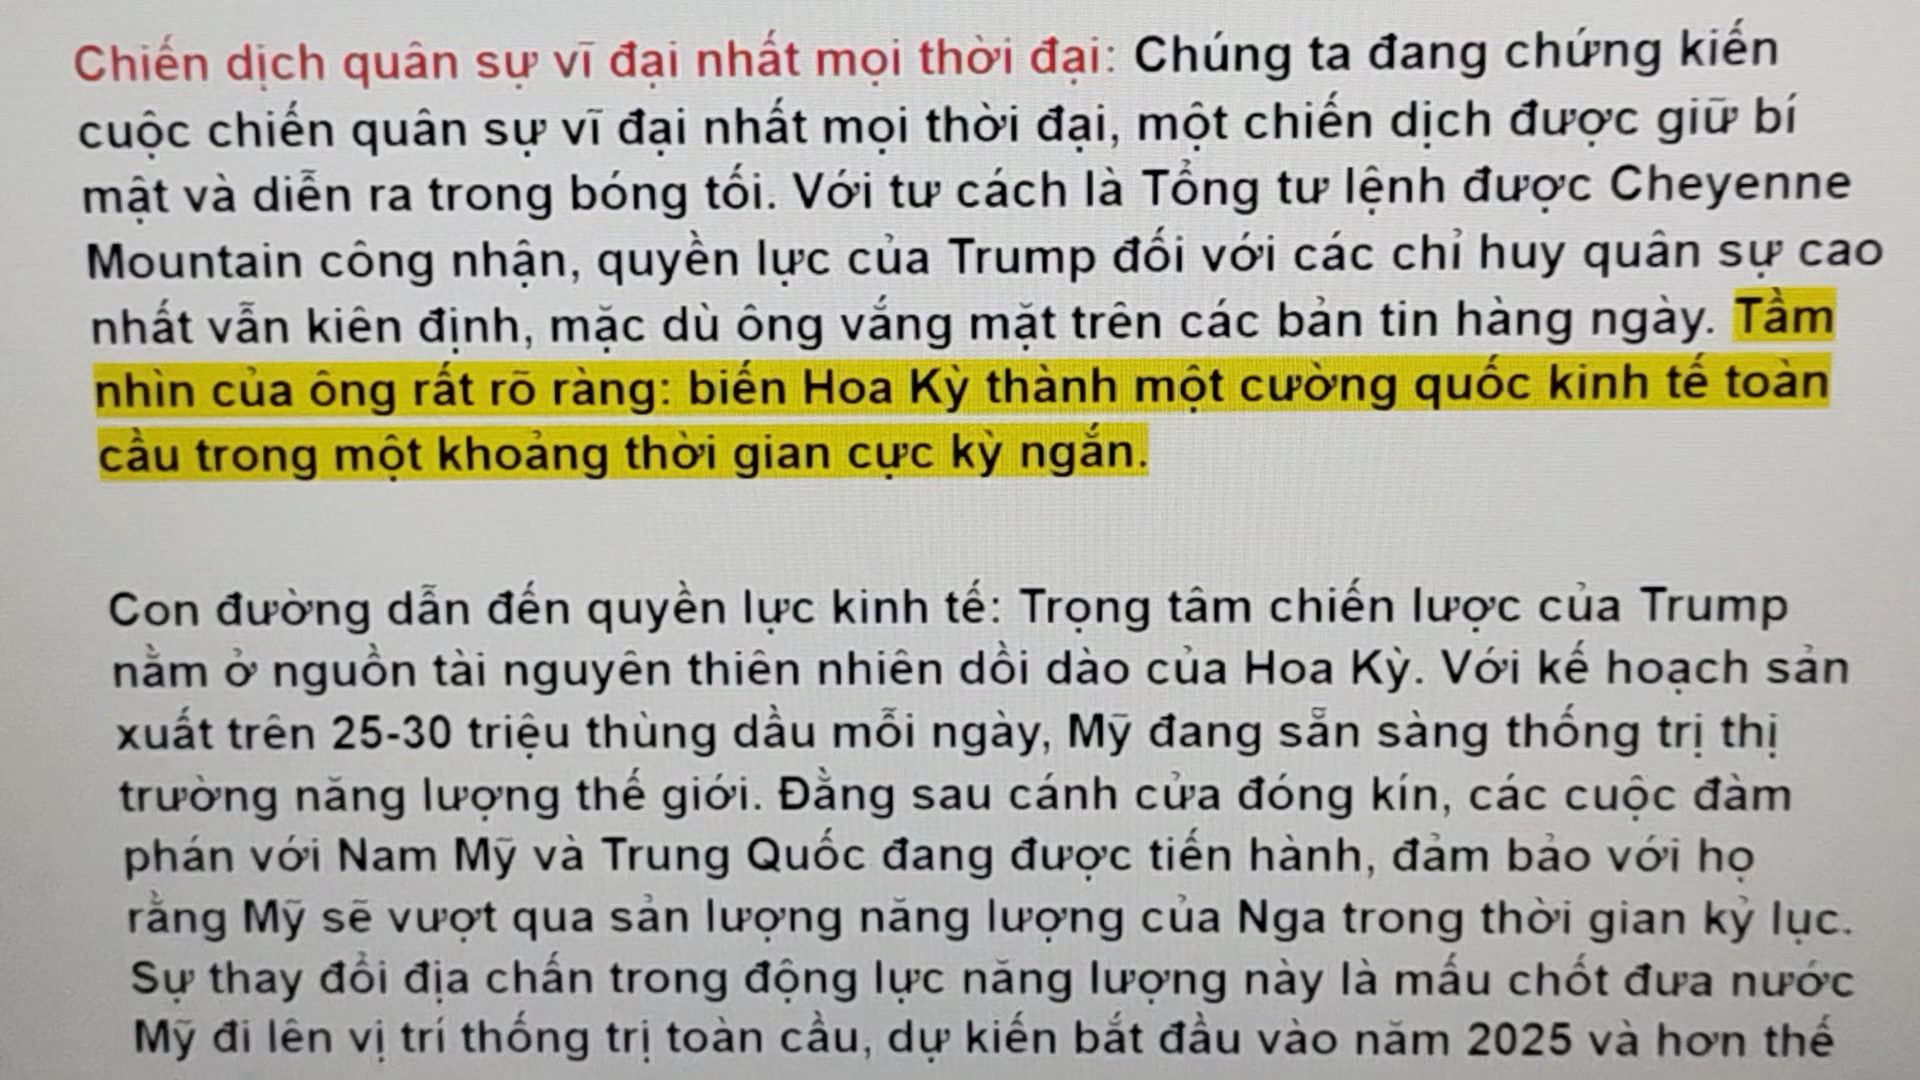 Chiến dịch quân sự vĩ đại nhất mọi thời đại: Chúng ta đang chứng kiến
cuộc chiến quân sự vĩ đại nhất mọi thời đại, một chiến dịch được giữ bí
mật và diễn ra trong bóng tối. Với tư cách là Tổng tư lệnh được Cheyenne
Mountain công nhận, quyền lực của Trump đối với các chỉ huy quân sự cao
nhất vẫn kiên định, mặc dù ông vắng mặt trên các bản tin hàng ngày. Tầm
nhìn của ông rất rõ ràng: biến Hoa Kỳ thành một cường quốc kinh tế toàn
cầu trong một khoảng thời gian cực kỳ ngắn.
Con đường dẫn đến quyền lực kinh tế: Trọng tâm chiến lược của Trump
nằm ở nguồn tài nguyên thiên nhiên dồi dào của Hoa Kỳ. Với kế hoạch sản
xuất trên 25-30 triệu thùng dầu mỗi ngày, Mỹ đang sẵn sàng thống trị thị
trường năng lượng thế giới. Đằng sau cánh cửa đóng kín, các cuộc đàm
phán với Nam Mỹ và Trung Quốc đang được tiến hành, đảm bảo với họ
rằng Mỹ sẽ vượt qua sản lượng năng lượng của Nga trong thời gian kỷ lục.
Sự thay đổi địa chấn trong động lực năng lượng này là mấu chốt đưa nước
Mỹ đi lên vị trí thống trị toàn cầu, dự kiến bắt đầu vào năm 2025 và hơn thế